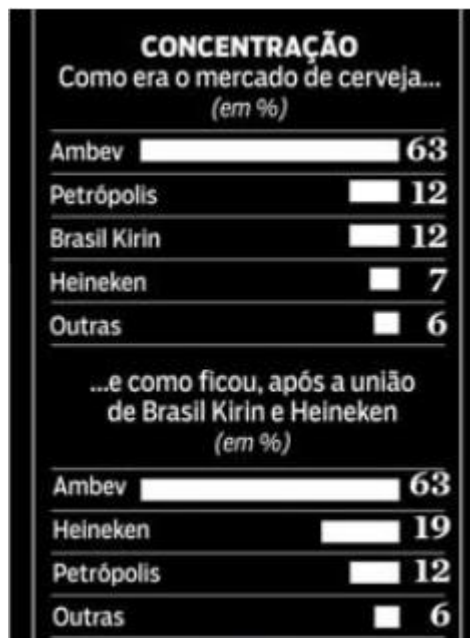 CONCENTRAÇÃO
Como era o mercado de cerveja...
(em %)
Ambev 63
Petrópolis 12
Brasil Kirin 12
Heineken 7
Outras 6
...e como ficou, após a união
de Brasil Kirin e Heineken
(em %)
Ambev 63
Heineken 19
Petrópolis 12
Outras 6